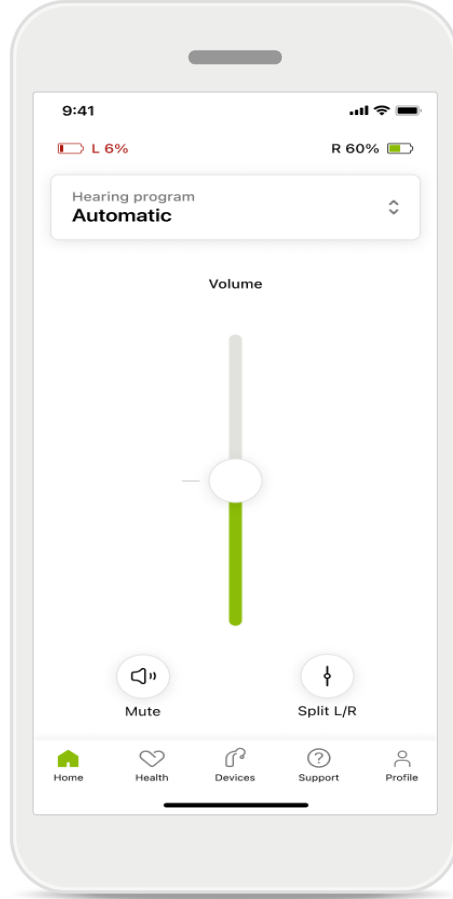 9:41
L 6% R 60%
Hearing program
Automatic
Volume
Mute Split L/R
Home Health Devices Support Profile